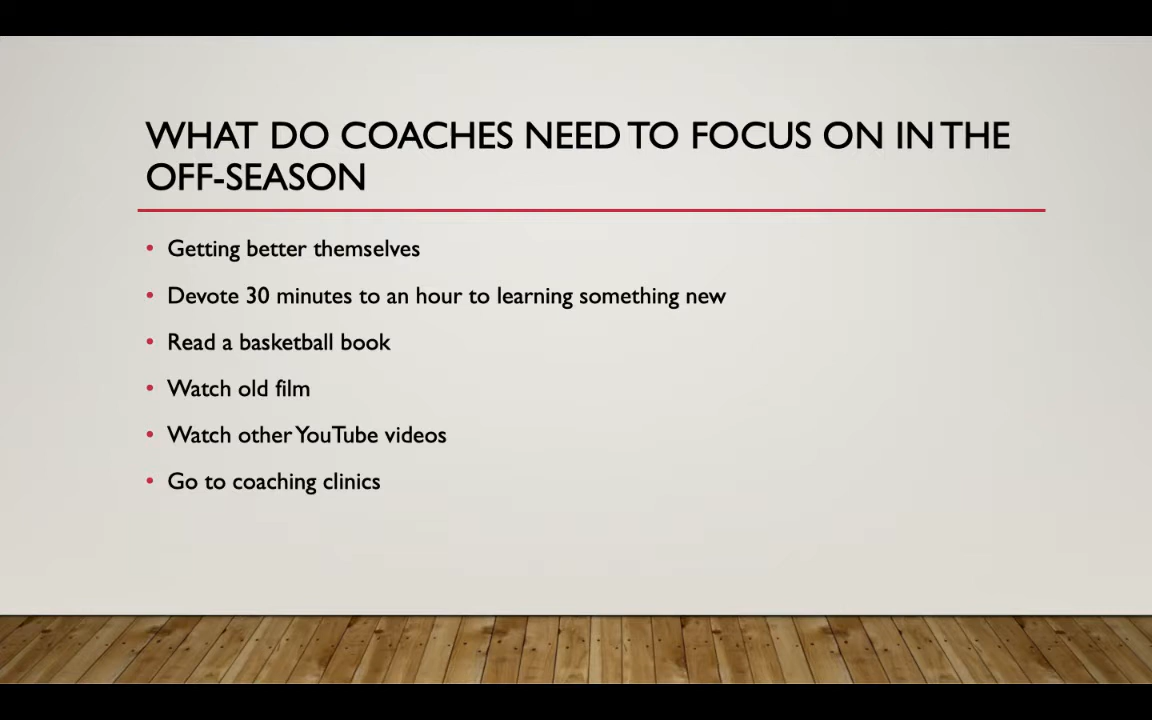 WHAT DO COACHES NEED TO FOCUS ON IN THE
OFF-SEASON
• Getting better themselves
• Devote 30 minutes to an hour to learning something new
• Read a basketball book
• Watch old film
• Watch other YouTube videos
• Go to coaching clinics